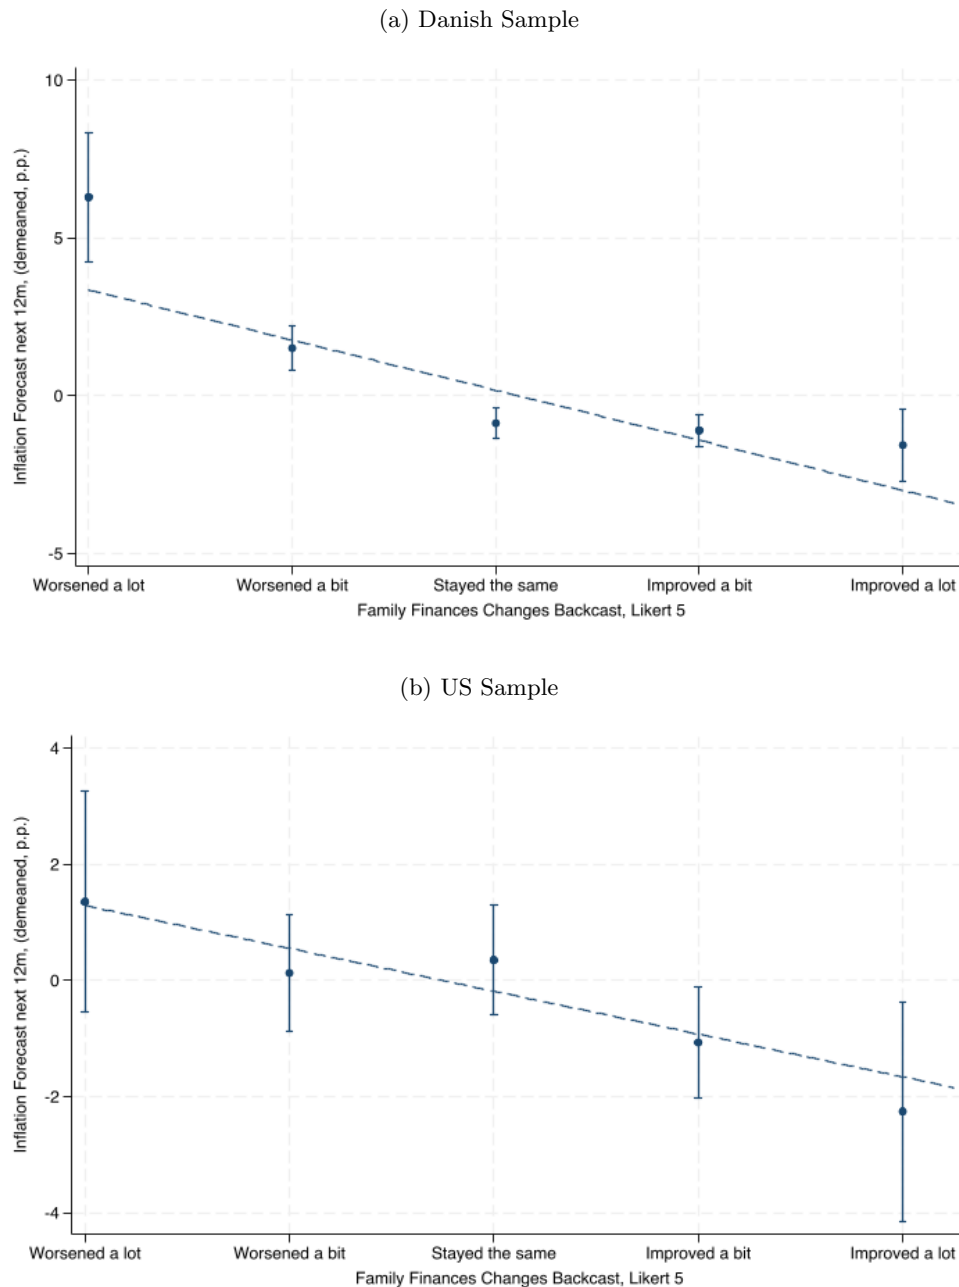 (a) Danish Sample
Inflation Forecast next 12m, (demeaned, p.p.)
10
5
0
-5
Worsened a lot
Worsened a bit
Stayed the same
Improved a bit
Improved a lot
Family Finances Changes Backcast, Likert 5
(b) US Sample
Inflation Forecast next 12m, (demeaned, p.p.)
4
2
0
-2
-4
Worsened a lot
Worsened a bit
Stayed the same
Improved a bit
Improved a lot
Family Finances Changes Backcast, Likert 5